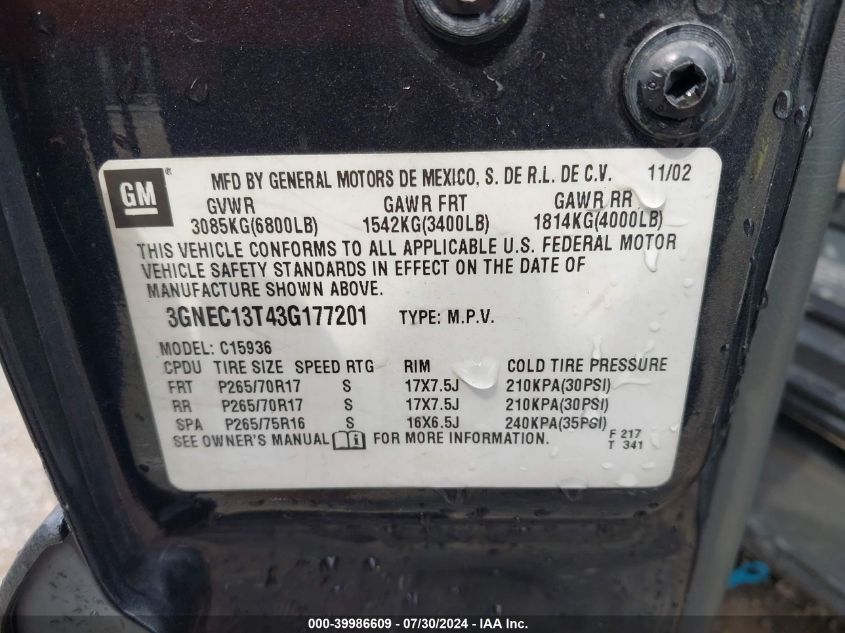 GM ® MFD BY GENERAL MOTORS DE MEXICO, S. DE R.L. DE C.V. 11/02
GVWR GAWR FRT GAWR RR
3085KG(6800LB) 1542KG(3400LB) 1814KG(4000LB)
THIS VEHICLE CONFORMS TO ALL APPLICABLE U.S. FEDERAL MOTOR
VEHICLE SAFETY STANDARDS IN EFFECT ON THE DATE OF
MANUFACTURE SHOWN ABOVE.
3GNEC13T43G177201 TYPE: M.P.V.
MODEL: C15936
CPDU TIRE SIZE SPEED RTG RIM COLD TIRE PRESSURE
FRT P265/70R17 S 17X7.5J 210KPA(30PSI)
RR P265/70R17 S 17X7.5J 210KPA(30PSI)
SPA P265/75R16 S 16X6.5J 240KPA(35PSI)
SEE OWNER'S MANUAL i FOR MORE INFORMATION.
F 217
T 341
000-39986609 - 07/30/2024 - IAA Inc.